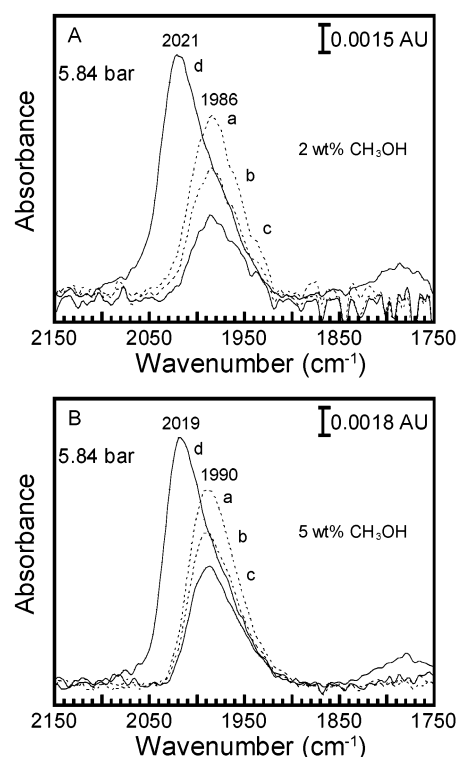 A
2021
0.0015 AU
5.84 bar
d
1986
a
2 wt% CH₃OH
b
c
Absorbance
2150 2050 1950 1850 1750
Wavenumber (cm⁻¹)
B
2019
0.0018 AU
5.84 bar
d
1990
a
5 wt% CH₃OH
b
c
Absorbance
2150 2050 1950 1850 1750
Wavenumber (cm⁻¹)